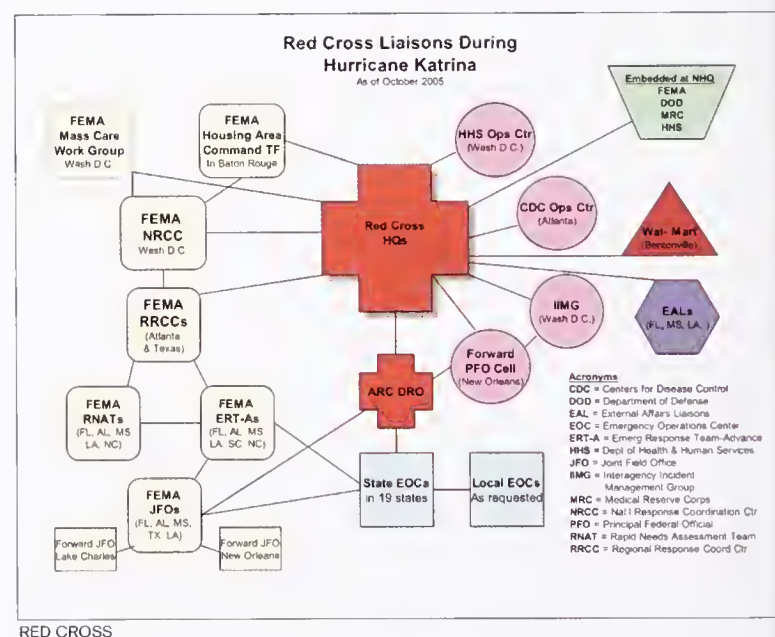 Red Cross Liaisons During
Hurricane Katrina
As of October 2005
FEMA
Mass Care
Work Group
Wash D C
FEMA
Housing Area
Command TF
In Baton Rouge
HHS Ops Ctr
(Wash D C.)
Embedded at NHQ
FEMA
DOD
MRC
HHS
FEMA
NRCC
Wash D C
Red Cross
HQs
CDC Ops Ctr
(Atlanta)
Wal- Mart
(Bentonville)
FEMA
RRCCs
(Atlanta
& Texas)
IIMG
(Wash D C.)
EALs
(FL, MS, LA, )
Forward
PFO Cell
(New Orleans)
ARC DRO
FEMA
RNATs
(FL, AL, MS
LA, NC)
FEMA
ERT-As
(FL, AL, MS
LA, SC, NC)
State EOCs
in 19 states
Local EOCs
As requested
FEMA
JFOs
(FL, AL, MS,
TX, LA)
Forward JFO
Lake Charles
Forward JFO
New Orleans
Acronyms
CDC = Centers for Disease Control
DOD = Department of Defense
EAL = External Affairs Liaisons
EOC = Emergency Operations Center
ERT-A = Emerg Response Team-Advance
HHS = Dept of Health & Human Services
JFO = Joint Field Office
IIMG = Interagency Incident
Management Group
MRC = Medical Reserve Corps
NRCC = Nat'l Response Coordination Ctr
PFO = Principal Federal Official
RNAT = Rapid Needs Assessment Team
RRCC = Regional Response Coord Ctr
RED CROSS